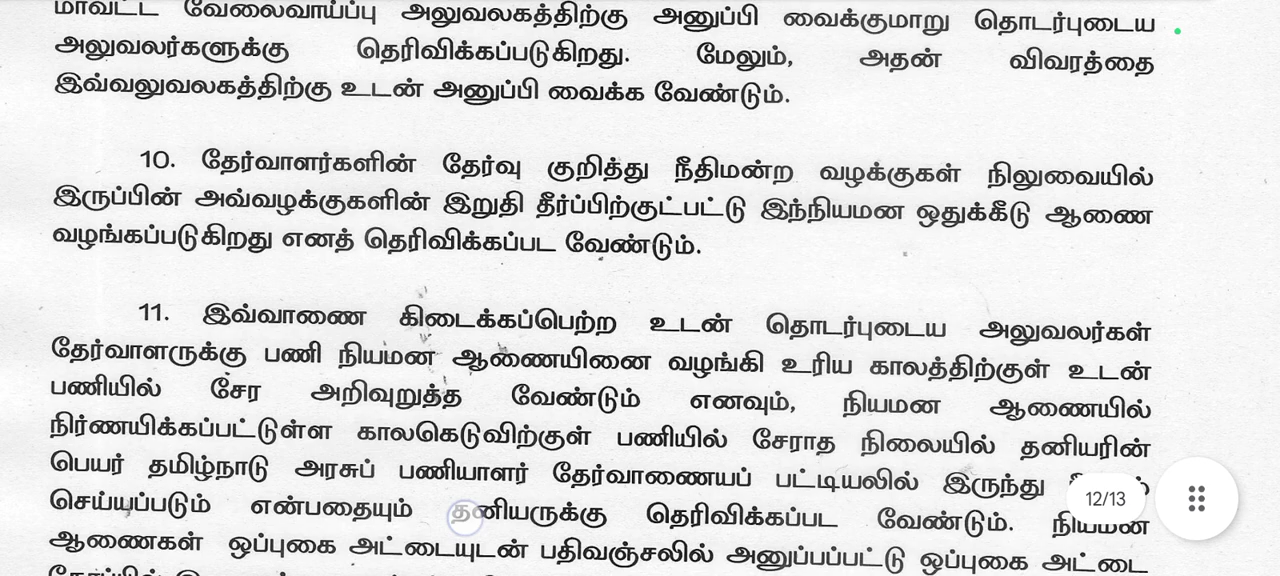 மாவட்ட வேலைவாய்ப்பு அலுவலகத்திற்கு அனுப்பி வைக்குமாறு தொடர்புடைய
அலுவலர்களுக்கு தெரிவிக்கப்படுகிறது. மேலும், அதன் விவரத்தை
இவ்வலுவலகத்திற்கு உடன் அனுப்பி வைக்க வேண்டும்.
10. தேர்வாளர்களின் தேர்வு குறித்து நீதிமன்ற வழக்குகள் நிலுவையில்
இருப்பின் அவ்வழக்குகளின் இறுதி தீர்ப்பிற்குட்பட்டு இந்நியமன ஒதுக்கீடு ஆணை
வழங்கப்படுகிறது எனத் தெரிவிக்கப்பட வேண்டும்.
11. இவ்வாணை கிடைக்கப்பெற்ற உடன் தொடர்புடைய அலுவலர்கள்
தேர்வாளருக்கு பணி நியமன ஆணையினை வழங்கி உரிய காலத்திற்குள் உடன்
பணியில் சேர அறிவுறுத்த வேண்டும் எனவும், நியமன ஆணையில்
நிர்ணயிக்கப்பட்டுள்ள காலகெடுவிற்குள் பணியில் சேராத நிலையில் தனியரின்
பெயர் தமிழ்நாடு அரசுப் பணியாளர் தேர்வாணையப் பட்டியலில் இருந்து
செய்யப்படும் என்பதையும் தனியருக்கு தெரிவிக்கப்பட வேண்டும். நியமன
ஆணைகள் ஒப்புகை அட்டையுடன் பதிவஞ்சலில் அனுப்பப்பட்டு ஒப்புகை அட்டை
12/13